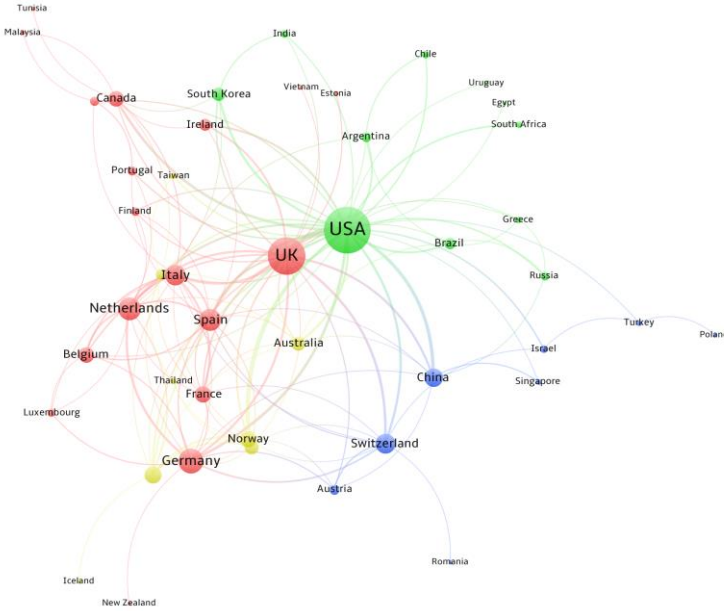 Tunisia
Malaysia
India
Chile
Uruguay
Vietnam
Estonia
Canada
South Korea
Egypt
Ireland
South Africa
Argentina
Portugal
Taiwan
Finland
Greece
USA
Brazil
UK
Italy
Russia
Netherlands
Spain
Turkey
Polan
Australia
Israel
Belgium
Thailand
China
Singapore
France
Luxembourg
Norway
Switzerland
Germany
Austria
Romania
Iceland
New Zealand